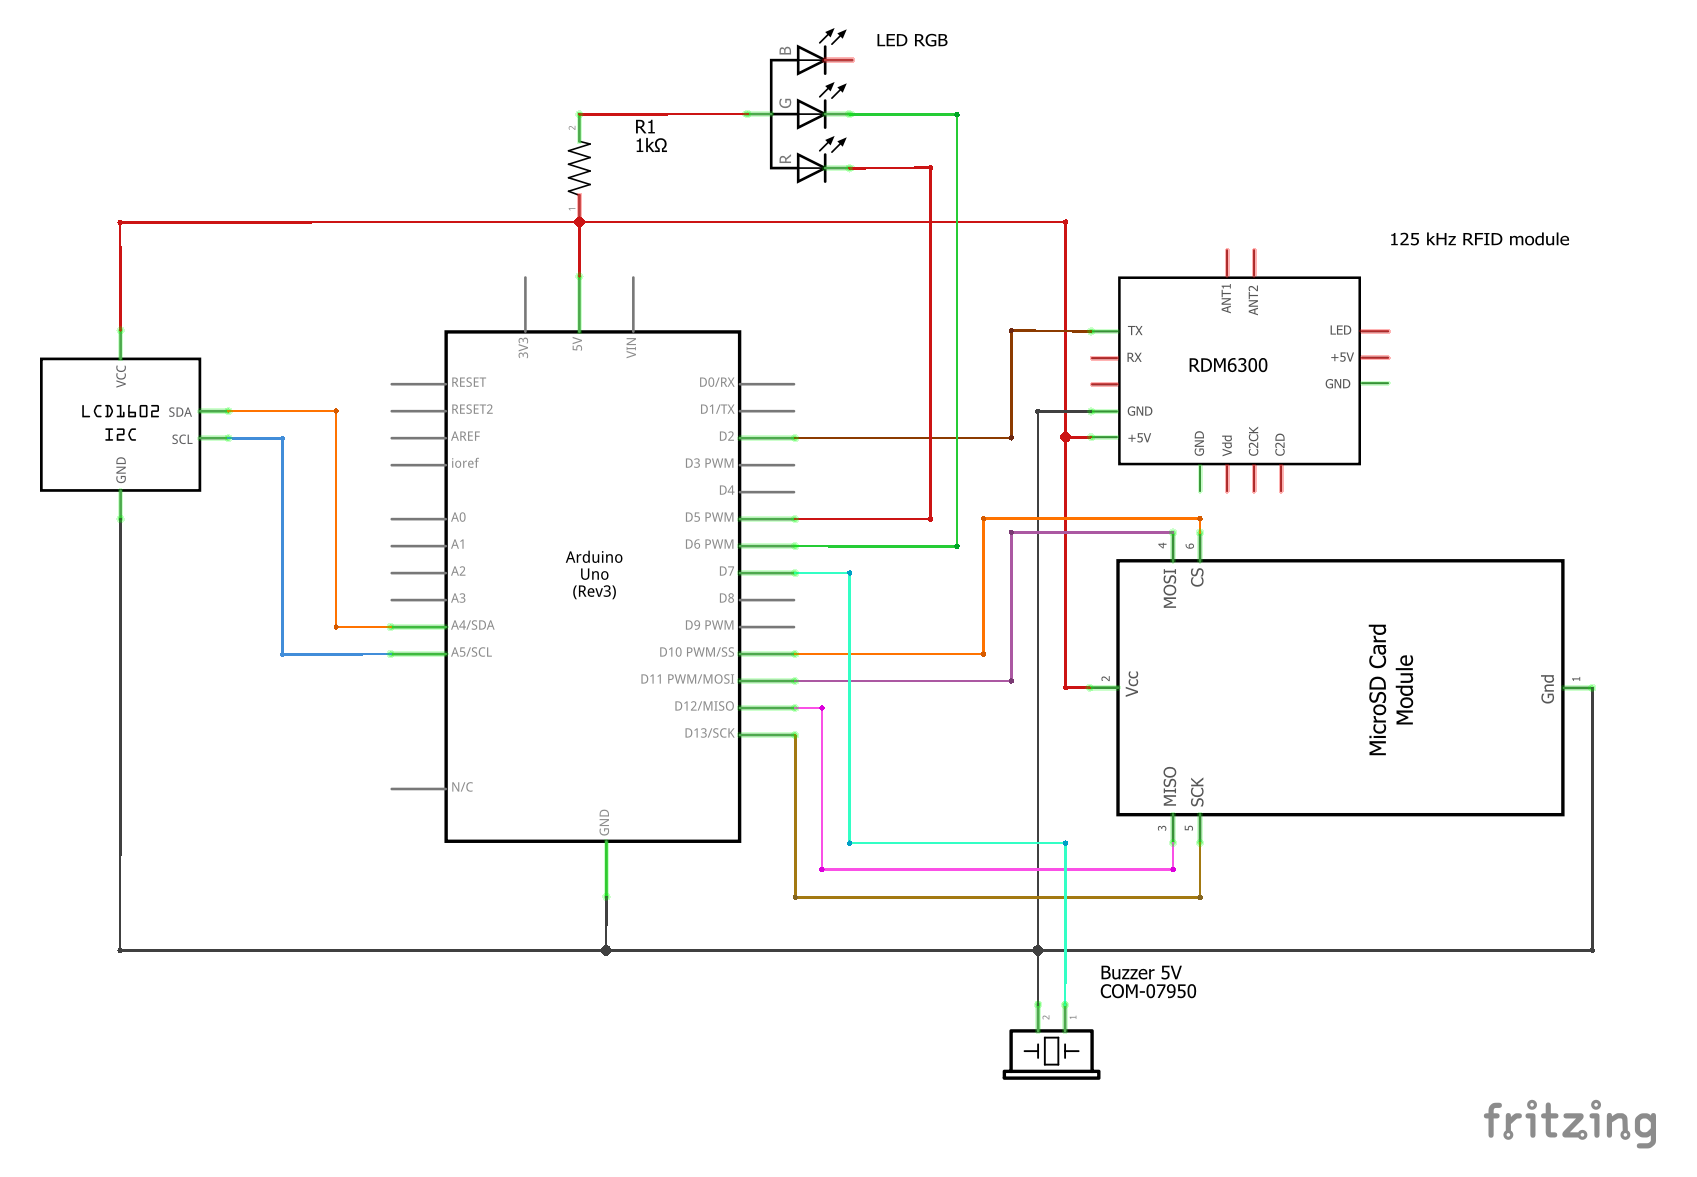 LED RGB
B
G
R
R1
1kΩ
2
1
125 kHz RFID module
ANT1
ANT2
TX
RX
GND
+5V
RDM6300
LED
+5V
GND
GND
Vdd
C2CK
C2D
3V3
5V
VIN
VCC
LCD1602
I2C
SDA
SCL
GND
RESET
RESET2
AREF
ioref
A0
A1
A2
A3
A4/SDA
A5/SCL
N/C
Arduino
Uno
(Rev3)
D0/RX
D1/TX
D2
D3 PWM
D4
D5 PWM
D6 PWM
D7
D8
D9 PWM
D10 PWM/SS
D11 PWM/MOSI
D12/MISO
D13/SCK
GND
4
6
MOSI
CS
2
Vcc
MicroSD Card
Module
1
Gnd
MISO
SCK
3
5
Buzzer 5V
COM-07950
2
1
fritzing